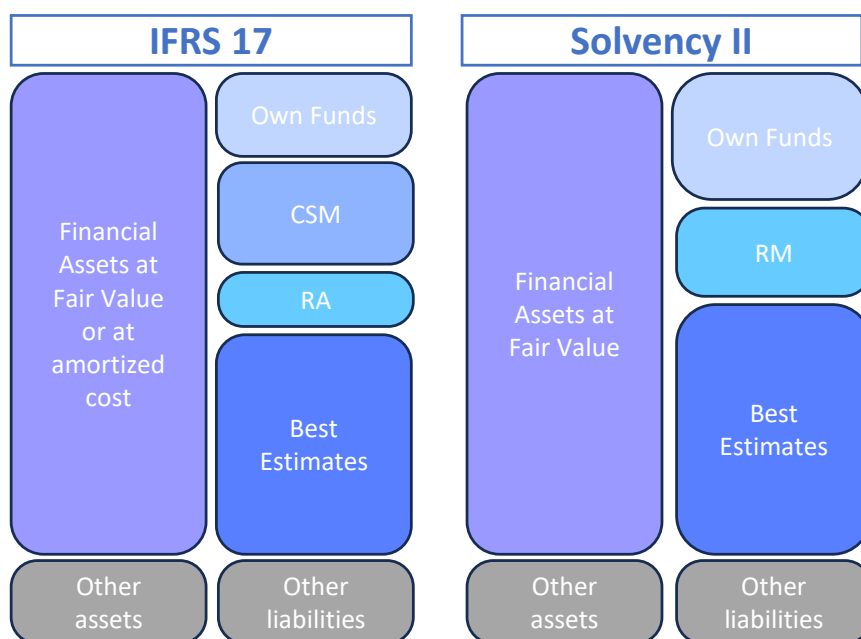 IFRS 17
Financial
Assets at
Fair Value
or at
amortized
cost
Own Funds
CSM
RA
Best
Estimates
Other
assets
Other
liabilities
Solvency II
Financial
Assets at
Fair Value
Own Funds
RM
Best
Estimates
Other
assets
Other
liabilities